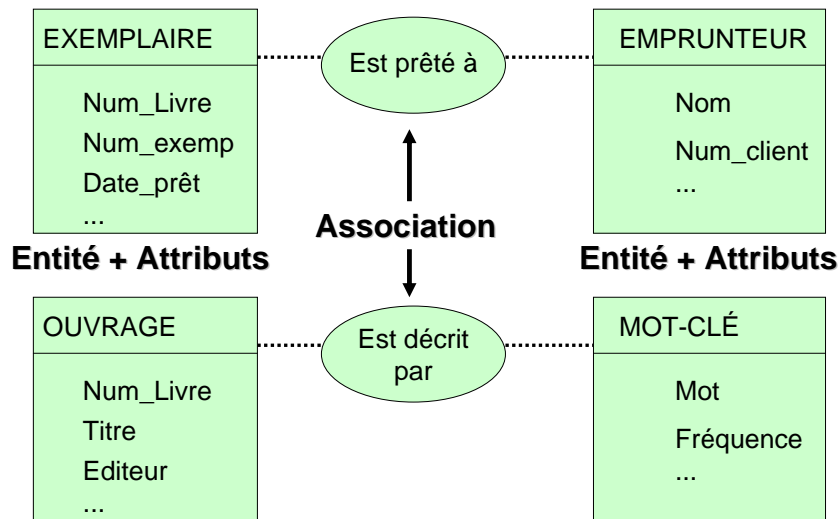 EXEMPLAIRE
Num_Livre
Num_exemp
Date_prêt
...
Est prêté à
EMPRUNTEUR
Nom
Num_client
...
Association
Entité + Attributs
Entité + Attributs
OUVRAGE
Num_Livre
Titre
Editeur
...
Est décrit
par
MOT-CLÉ
Mot
Fréquence
...